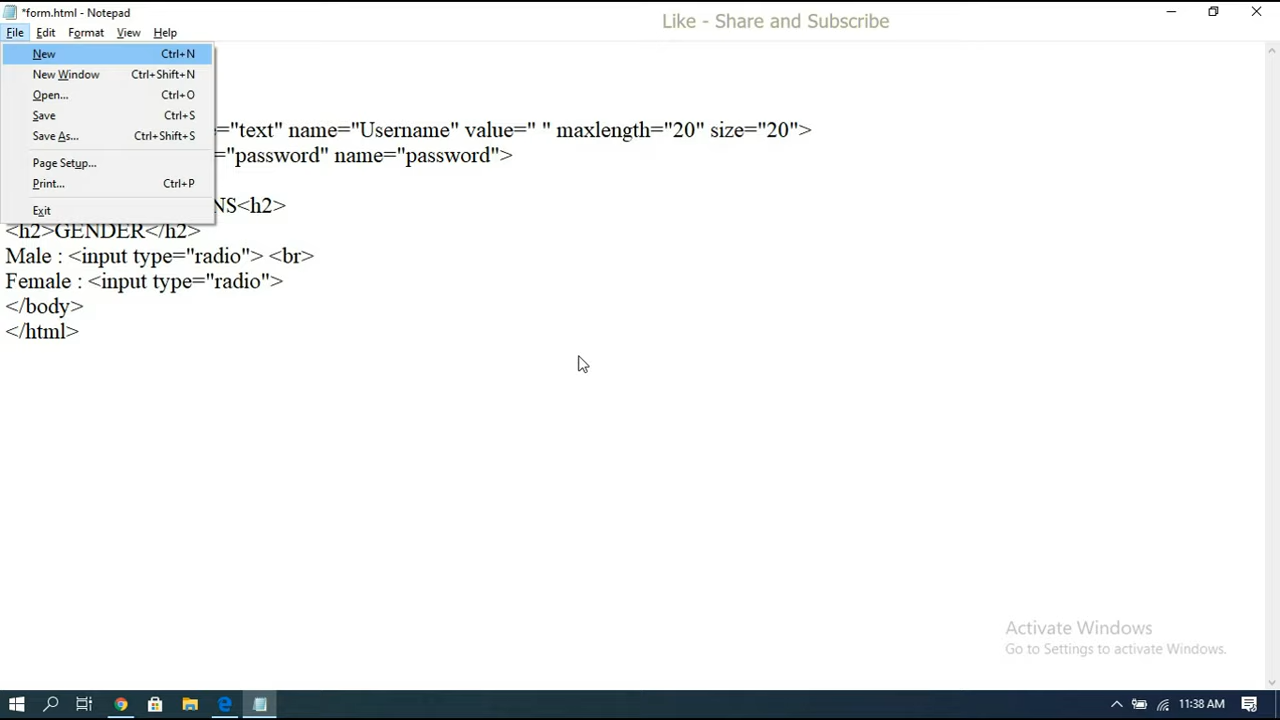 *form.html - Notepad
Like - Share and Subscribe
File Edit Format View Help
New Ctrl+N
New Window Ctrl+Shift+N
Open... Ctrl+O
Save Ctrl+S
Save As... Ctrl+Shift+S
Page Setup...
Print... Ctrl+P
Exit
="text" name="Username" value=" " maxlength="20" size="20">
="password" name="password">
NS<h2>
<h2>GENDER</h2>
Male : <input type="radio"> <br>
Female : <input type="radio">
</body>
</html>
Activate Windows
Go to Settings to activate Windows.
11:38 AM